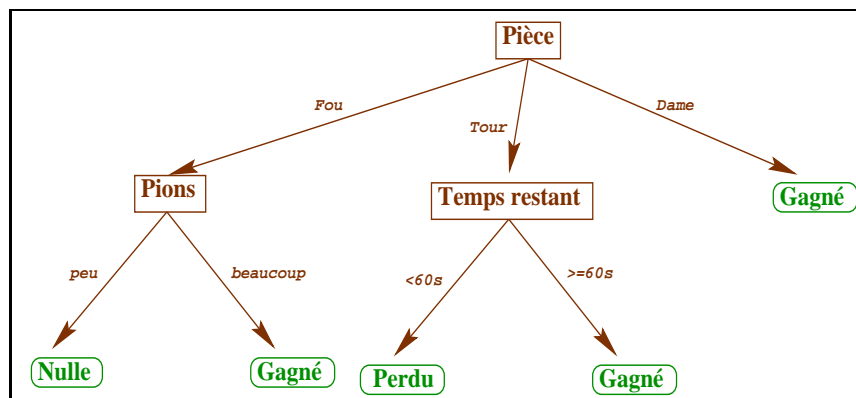 Pièce
Fou
Tour
Dame
Pions
Temps restant
Gagné
peu
beaucoup
<60s
>=60s
Nulle
Gagné
Perdu
Gagné